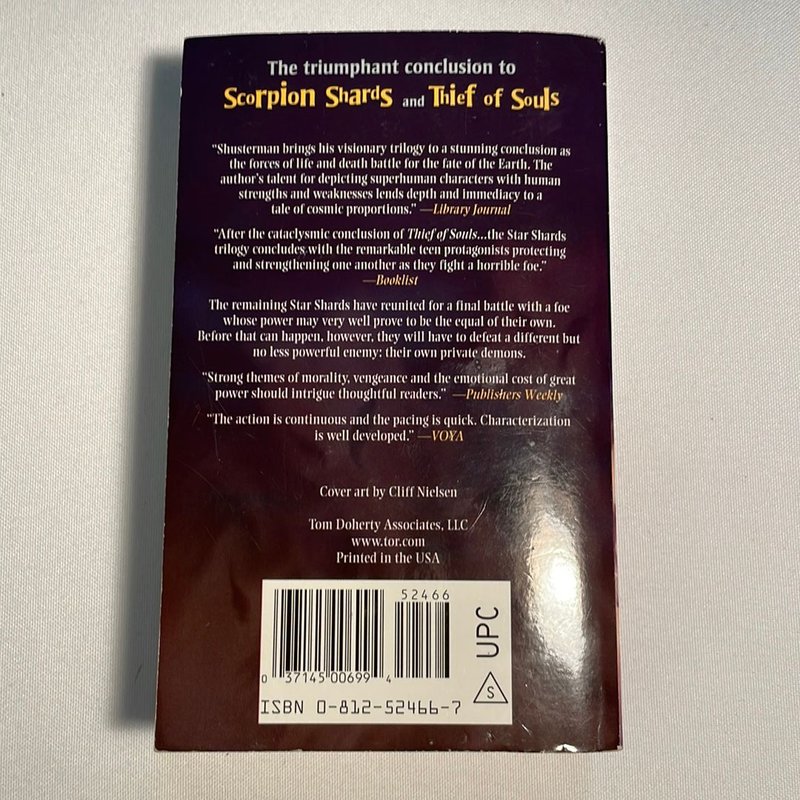 The triumphant conclusion to
Scorpion Shards and Thief of Souls
"Shusterman brings his visionary trilogy to a stunning conclusion as
the forces of life and death battle for the fate of the Earth. The
author's talent for depicting superhuman characters with human
strengths and weaknesses lends depth and immediacy to a
tale of cosmic proportions." —Library Journal
"After the cataclysmic conclusion of Thief of Souls...the Star Shards
trilogy concludes with the remarkable teen protagonists protecting
and strengthening one another as they fight a horrible foe."
—Booklist
The remaining Star Shards have reunited for a final battle with a foe
whose power may very well prove to be the equal of their own.
Before that can happen, however, they will have to defeat a different but
no less powerful enemy: their own private demons.
"Strong themes of morality, vengeance and the emotional cost of great
power should intrigue thoughtful readers." —Publishers Weekly
"The action is continuous and the pacing is quick. Characterization
is well developed." —VOYA
Cover art by Cliff Nielsen
Tom Doherty Associates, LLC
www.tor.com
Printed in the USA
52466
0 37145 00699 4
UPC
S
ISBN 0-812-52466-7